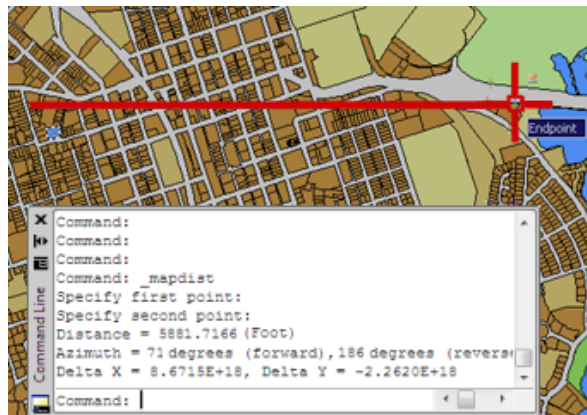 Endpoint
Command:
Command:
Command:
Command: _mapdist
Specify first point:
Specify second point:
Distance = 5881.7166 (Foot)
Azimuth = 71 degrees (forward), 186 degrees (reverse
Delta X = 8.6715E+18, Delta Y = -2.2620E+18
Command:
Command Line